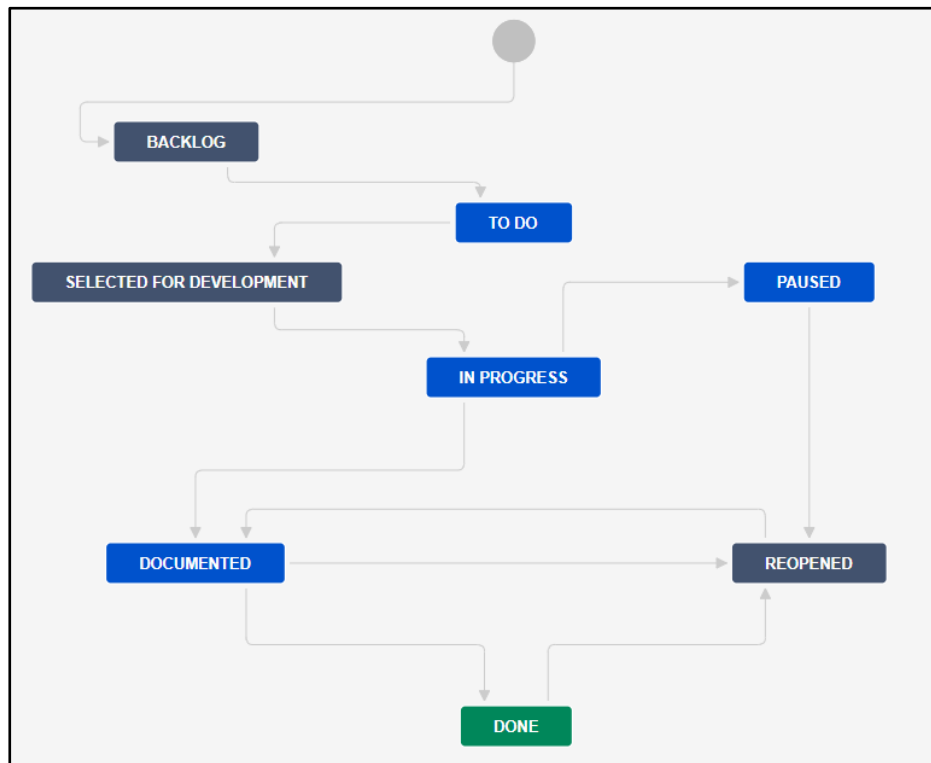 BACKLOG
TO DO
SELECTED FOR DEVELOPMENT
PAUSED
IN PROGRESS
DOCUMENTED
REOPENED
DONE